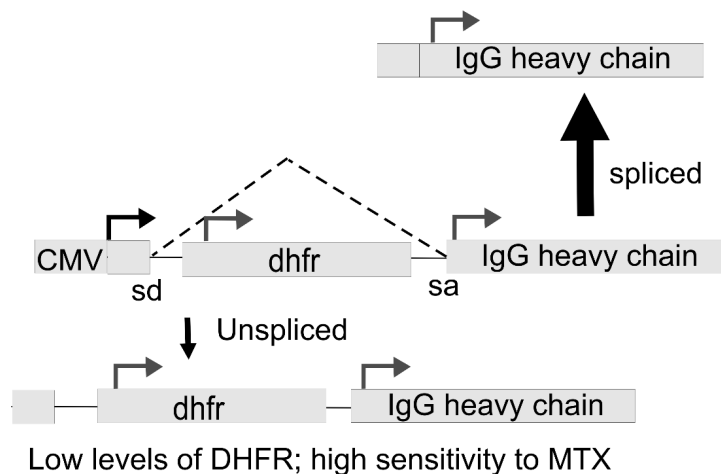 IgG heavy chain
spliced
CMV
dhfr
IgG heavy chain
sd
sa
Unspliced
dhfr
IgG heavy chain
Low levels of DHFR; high sensitivity to MTX